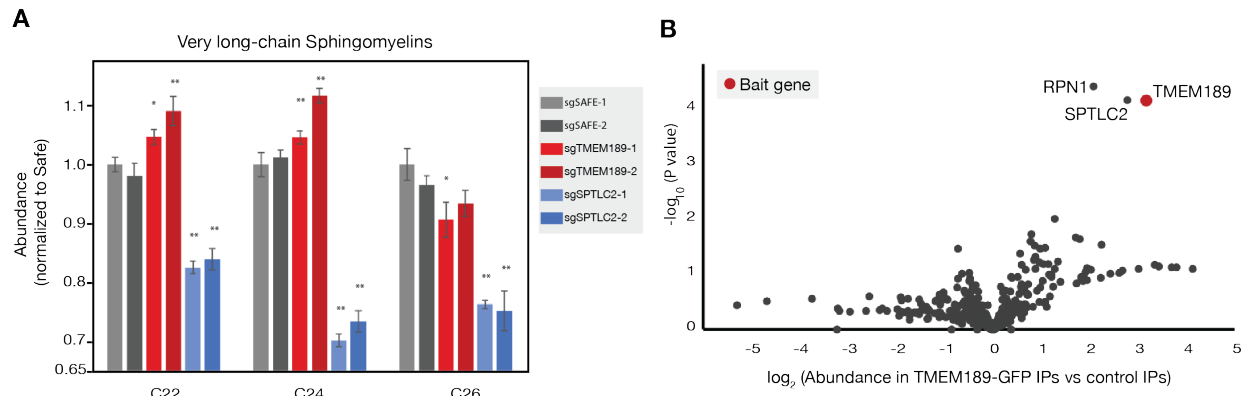 A
Very long-chain Sphingomyelins
Abundance
(normalized to Safe)
1.1
1.0
0.9
0.8
0.7
0.65
* ** ** ** ** ** ** ** * ** **
C22 C24 C26
sgSAFE-1
sgSAFE-2
sgTMEM189-1
sgTMEM189-2
sgSPTLC2-1
sgSPTLC2-2
B
Bait gene
RPN1
TMEM189
SPTLC2
-log10 (P value)
4
3
2
1
0
-5 -4 -3 -2 -1 0 1 2 3 4 5
log2 (Abundance in TMEM189-GFP IPs vs control IPs)